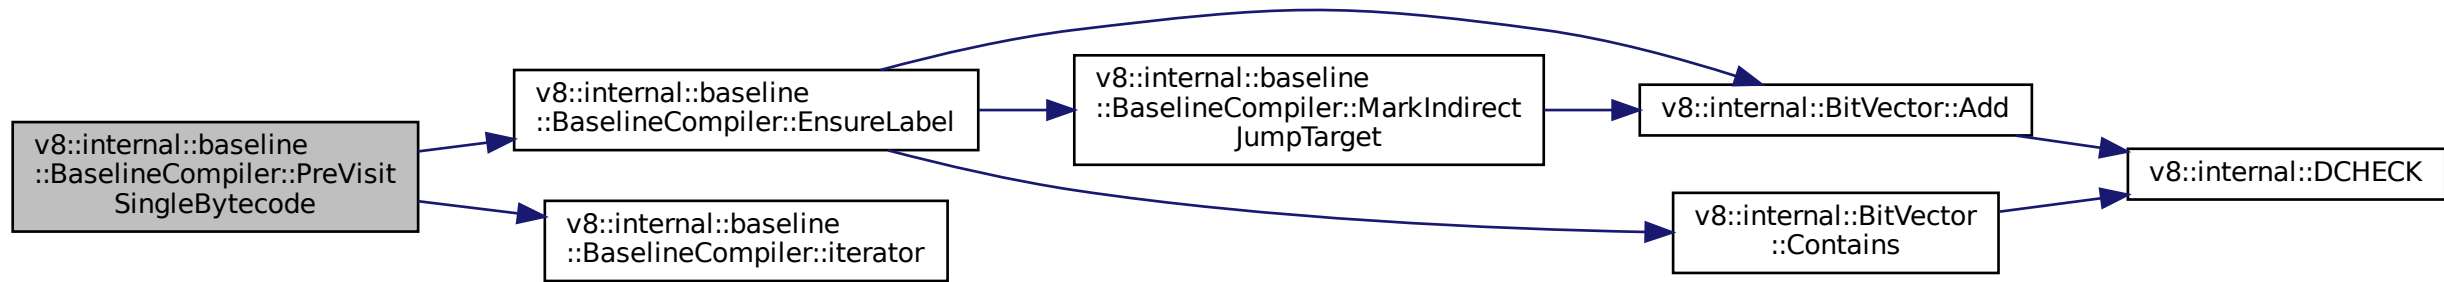 v8::internal::baseline
::BaselineCompiler::PreVisit
SingleBytecode
v8::internal::baseline
::BaselineCompiler::EnsureLabel
v8::internal::baseline
::BaselineCompiler::iterator
v8::internal::baseline
::BaselineCompiler::MarkIndirect
JumpTarget
v8::internal::BitVector::Add
v8::internal::BitVector
::Contains
v8::internal::DCHECK